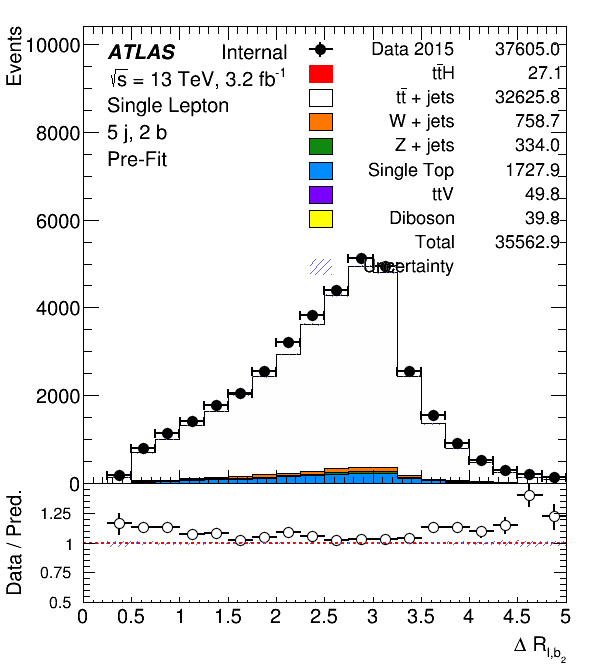 Events
10000
8000
6000
4000
2000
0
ATLAS Internal
√s = 13 TeV, 3.2 fb⁻¹
Single Lepton
5 j, 2 b
Pre-Fit
Data 2015 37605.0
tt̄H 27.1
tt̄ + jets 32625.8
W + jets 758.7
Z + jets 334.0
Single Top 1727.9
ttV 49.8
Diboson 39.8
Total 35562.9
Uncertainty
Data / Pred.
1.25
1
0.75
0.5
0 0.5 1 1.5 2 2.5 3 3.5 4 4.5 5
Δ R l,b₂